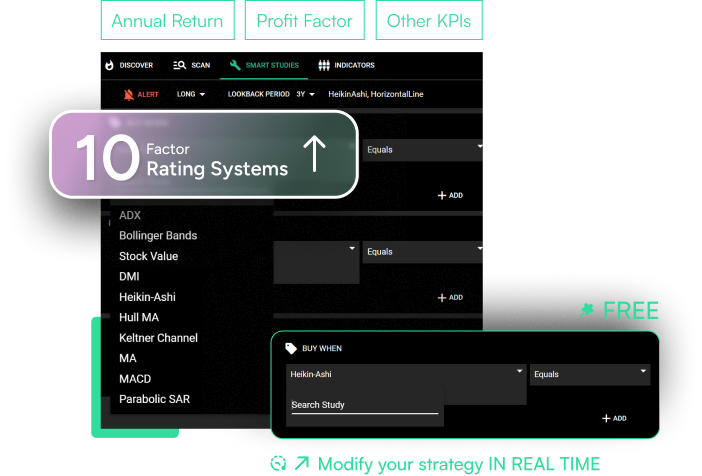 Annual Return
Profit Factor
Other KPIs
DISCOVER SCAN SMART STUDIES INDICATORS
ALERT LONG LOOKBACK PERIOD 3Y HeikinAshi, HorizontalLine
10 Factor
Rating Systems
Equals
+ ADD
ADX
Bollinger Bands
Stock Value
Equals
DMI
Heikin-Ashi
+ ADD
Hull MA
Keltner Channel
MA
MACD
Parabolic SAR
FREE
BUY WHEN
Heikin-Ashi Equals
Search Study
+ ADD
Modify your strategy IN REAL TIME